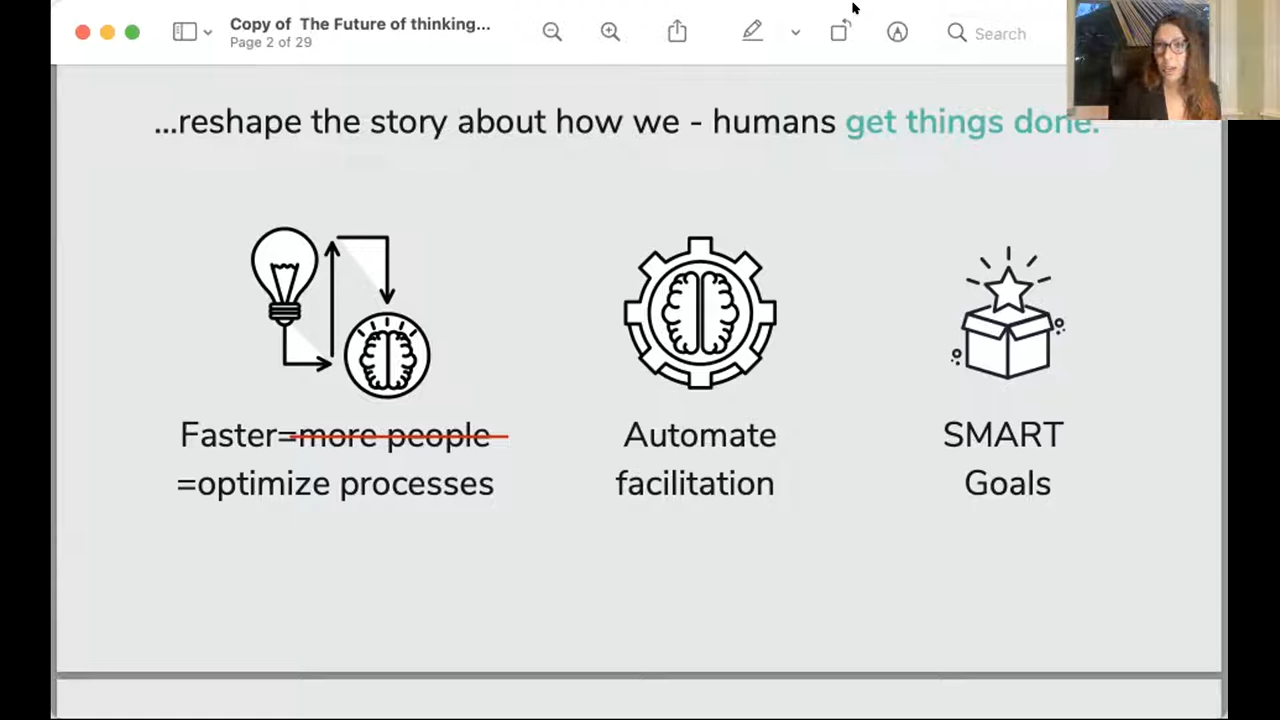 Copy of  The Future of thinking...
Page 2 of 29
Search
...reshape the story about how we - humans get things done.
Faster=more people
=optimize processes
Automate
facilitation
SMART
Goals